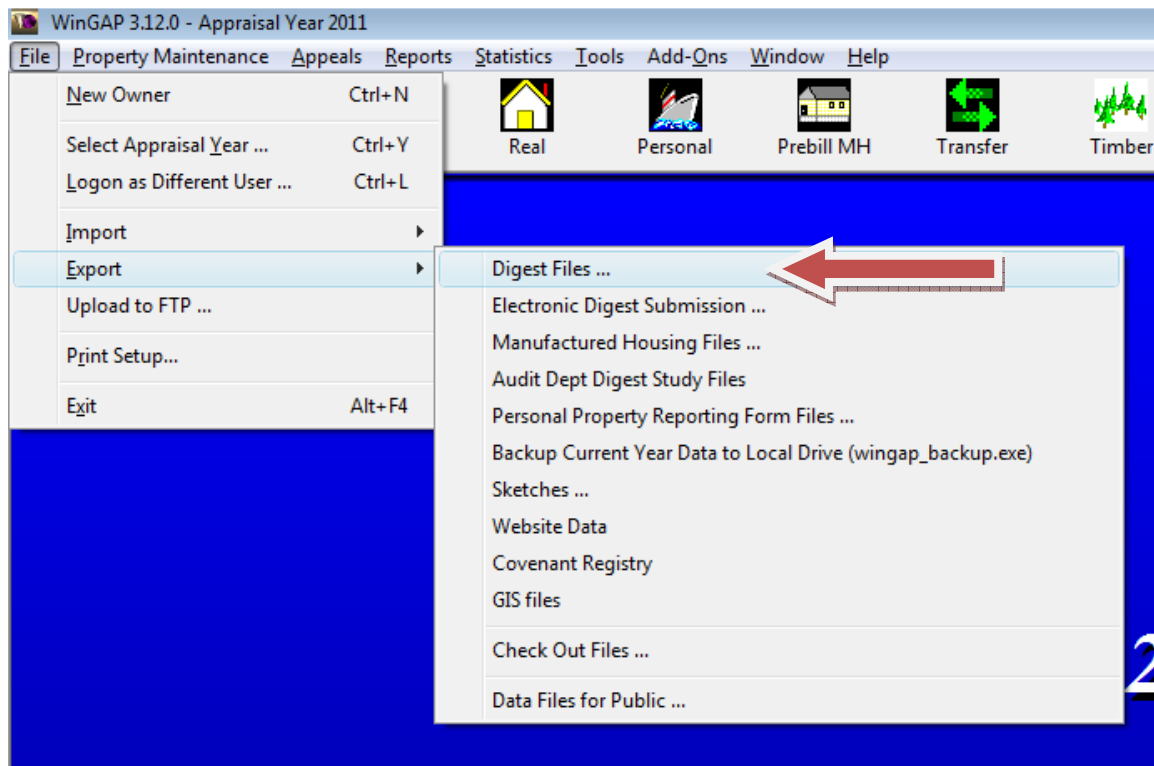 WinGAP 3.12.0 - Appraisal Year 2011
File Property Maintenance Appeals Reports Statistics Tools Add-Ons Window Help
New Owner Ctrl+N
Select Appraisal Year ... Ctrl+Y
Logon as Different User ... Ctrl+L
Import
Export
Upload to FTP ...
Print Setup...
Exit Alt+F4
Real Personal Prebill MH Transfer Timber
Digest Files ...
Electronic Digest Submission ...
Manufactured Housing Files ...
Audit Dept Digest Study Files
Personal Property Reporting Form Files ...
Backup Current Year Data to Local Drive (wingap_backup.exe)
Sketches ...
Website Data
Covenant Registry
GIS files
Check Out Files ...
Data Files for Public ...
2